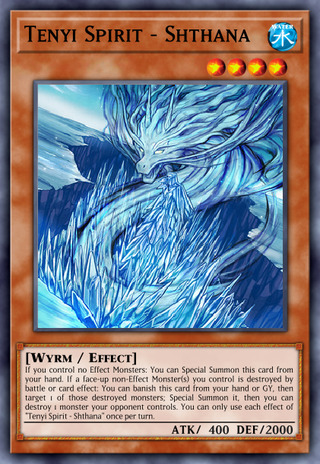 Tenyi Spirit - Shthana
WATER
水
[Wyrm / Effect]
If you control no Effect Monsters: You can Special Summon this card
from your hand. If a face-up non-Effect Monster(s) you control is destroyed by
battle or card effect: You can banish this card from your hand or GY, then
target 1 of those destroyed monsters; Special Summon it, then you can
destroy 1 monster your opponent controls. You can only use each effect of
"Tenyi Spirit - Shthana" once per turn.
ATK/ 400 DEF/2000